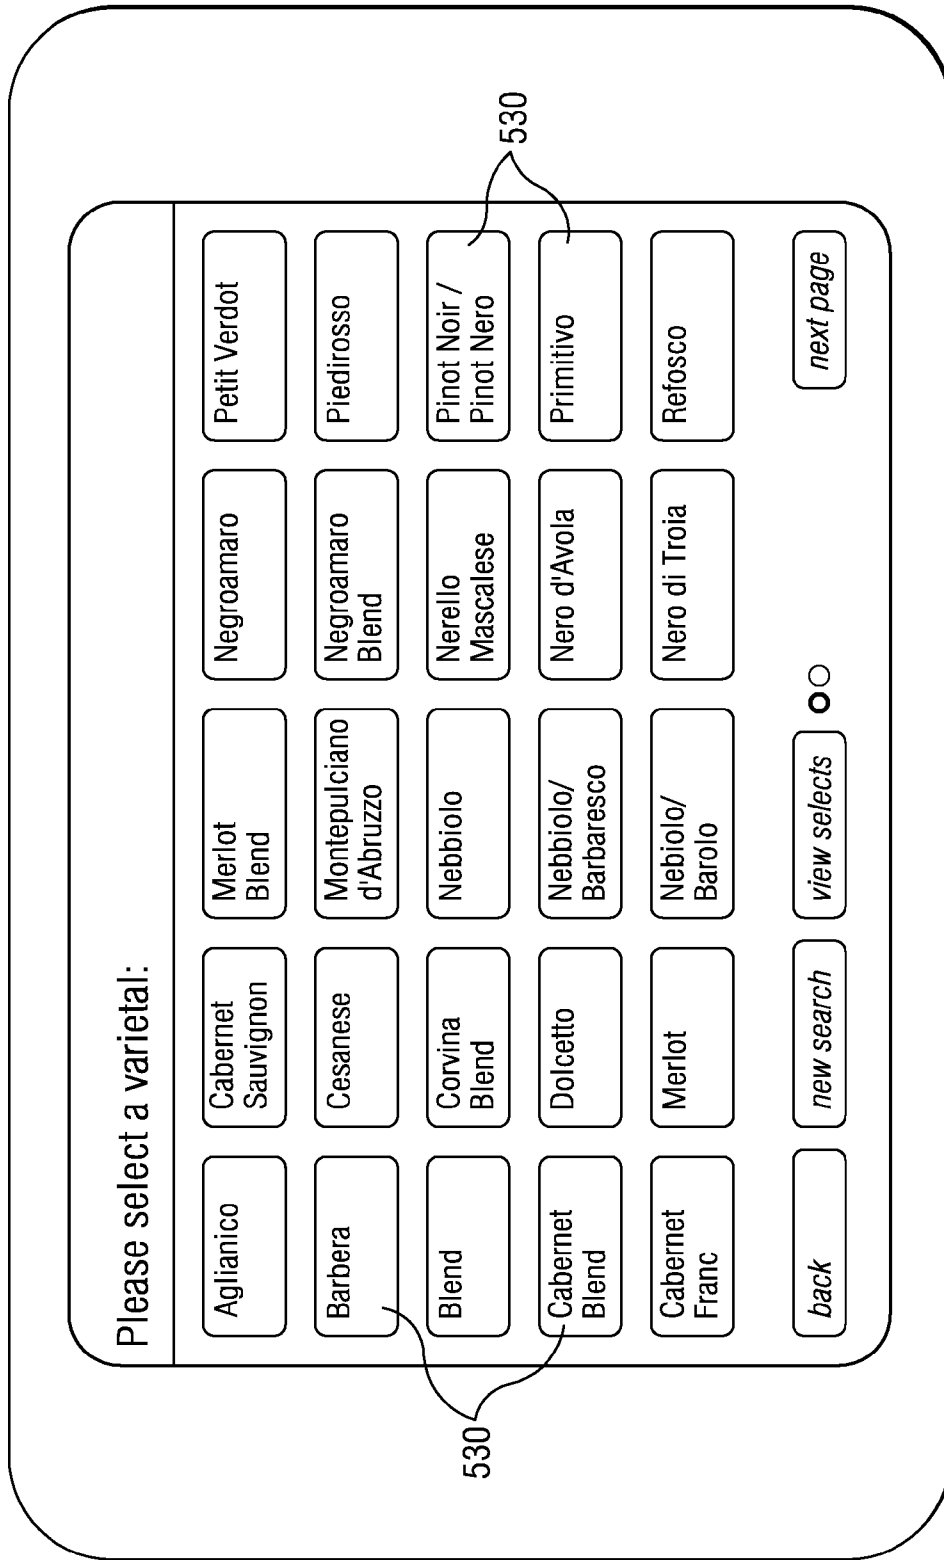 Please select a varietal:
Aglianico
Cabernet
Sauvignon
Merlot
Blend
Negroamaro
Petit Verdot
Barbera
Cesanese
Montepulciano
d'Abruzzo
Negroamaro
Blend
Piedirosso
Blend
Corvina
Blend
Nebbiolo
Nerello
Mascalese
Pinot Noir /
Pinot Nero
Cabernet
Blend
Dolcetto
Nebbiolo/
Barbaresco
Nero d'Avola
Primitivo
Cabernet
Franc
Merlot
Nebiolo/
Barolo
Nero di Troia
Refosco
back
new search
view selects
next page
530
530